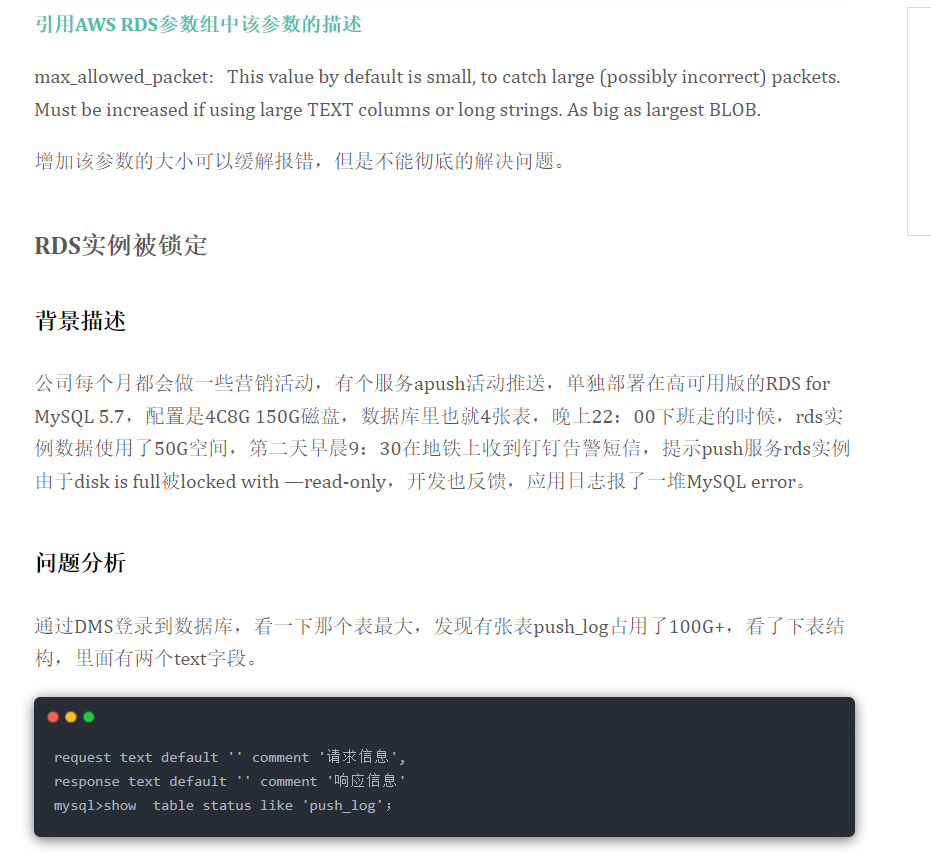 引用AWS RDS参数组中该参数的描述
max_allowed_packet: This value by default is small, to catch large (possibly incorrect) packets.
Must be increased if using large TEXT columns or long strings. As big as largest BLOB.
增加该参数的大小可以缓解报错，但是不能彻底的解决问题。
RDS实例被锁定
背景描述
公司每个月都会做一些营销活动，有个服务apush活动推送，单独部署在高可用版的RDS for
MySQL 5.7，配置是4C8G 150G磁盘，数据库里也就4张表，晚上22：00下班走的时候，rds实
例数据使用了50G空间，第二天早晨9：30在地铁上收到钉钉告警短信，提示push服务rds实例
由于disk is full被locked with —read-only，开发也反馈，应用日志报了一堆MySQL error。
问题分析
通过DMS登录到数据库，看一下那个表最大，发现有张表push_log占用了100G+，看了下表结
构，里面有两个text字段。
request text default '' comment '请求信息',
response text default '' comment '响应信息'
mysql>show  table status like 'push_log'；